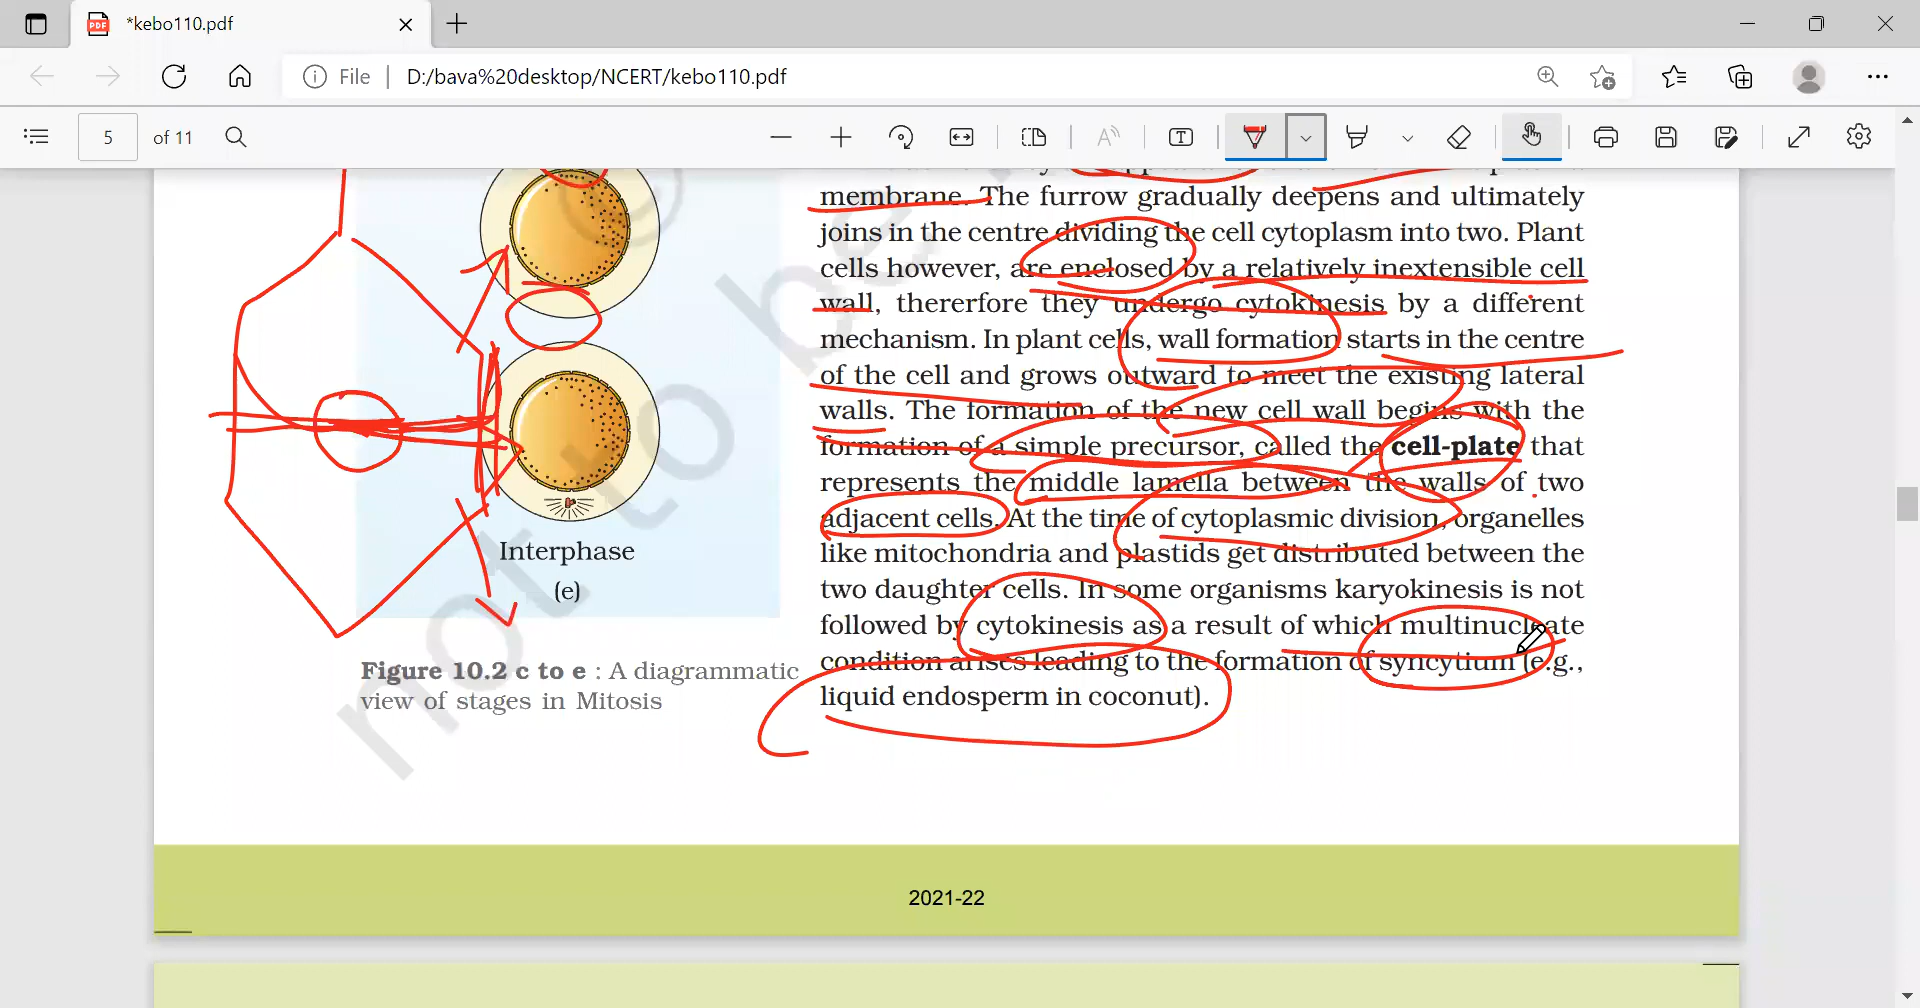 *kebo110.pdf
File D:/bava%20desktop/NCERT/kebo110.pdf
5 of 11
membrane. The furrow gradually deepens and ultimately
joins in the centre dividing the cell cytoplasm into two. Plant
cells however, are enclosed by a relatively inextensible cell
wall, thererfore they undergo cytokinesis by a different
mechanism. In plant cells, wall formation starts in the centre
of the cell and grows outward to meet the existing lateral
walls. The formation of the new cell wall begins with the
formation of a simple precursor, called the cell-plate that
represents the middle lamella between the walls of two
adjacent cells. At the time of cytoplasmic division, organelles
like mitochondria and plastids get distributed between the
two daughter cells. In some organisms karyokinesis is not
followed by cytokinesis as a result of which multinucleate
condition arises leading to the formation of syncytium (e.g.,
liquid endosperm in coconut).
Interphase
(e)
Figure 10.2 c to e : A diagrammatic
view of stages in Mitosis
not to be
2021-22